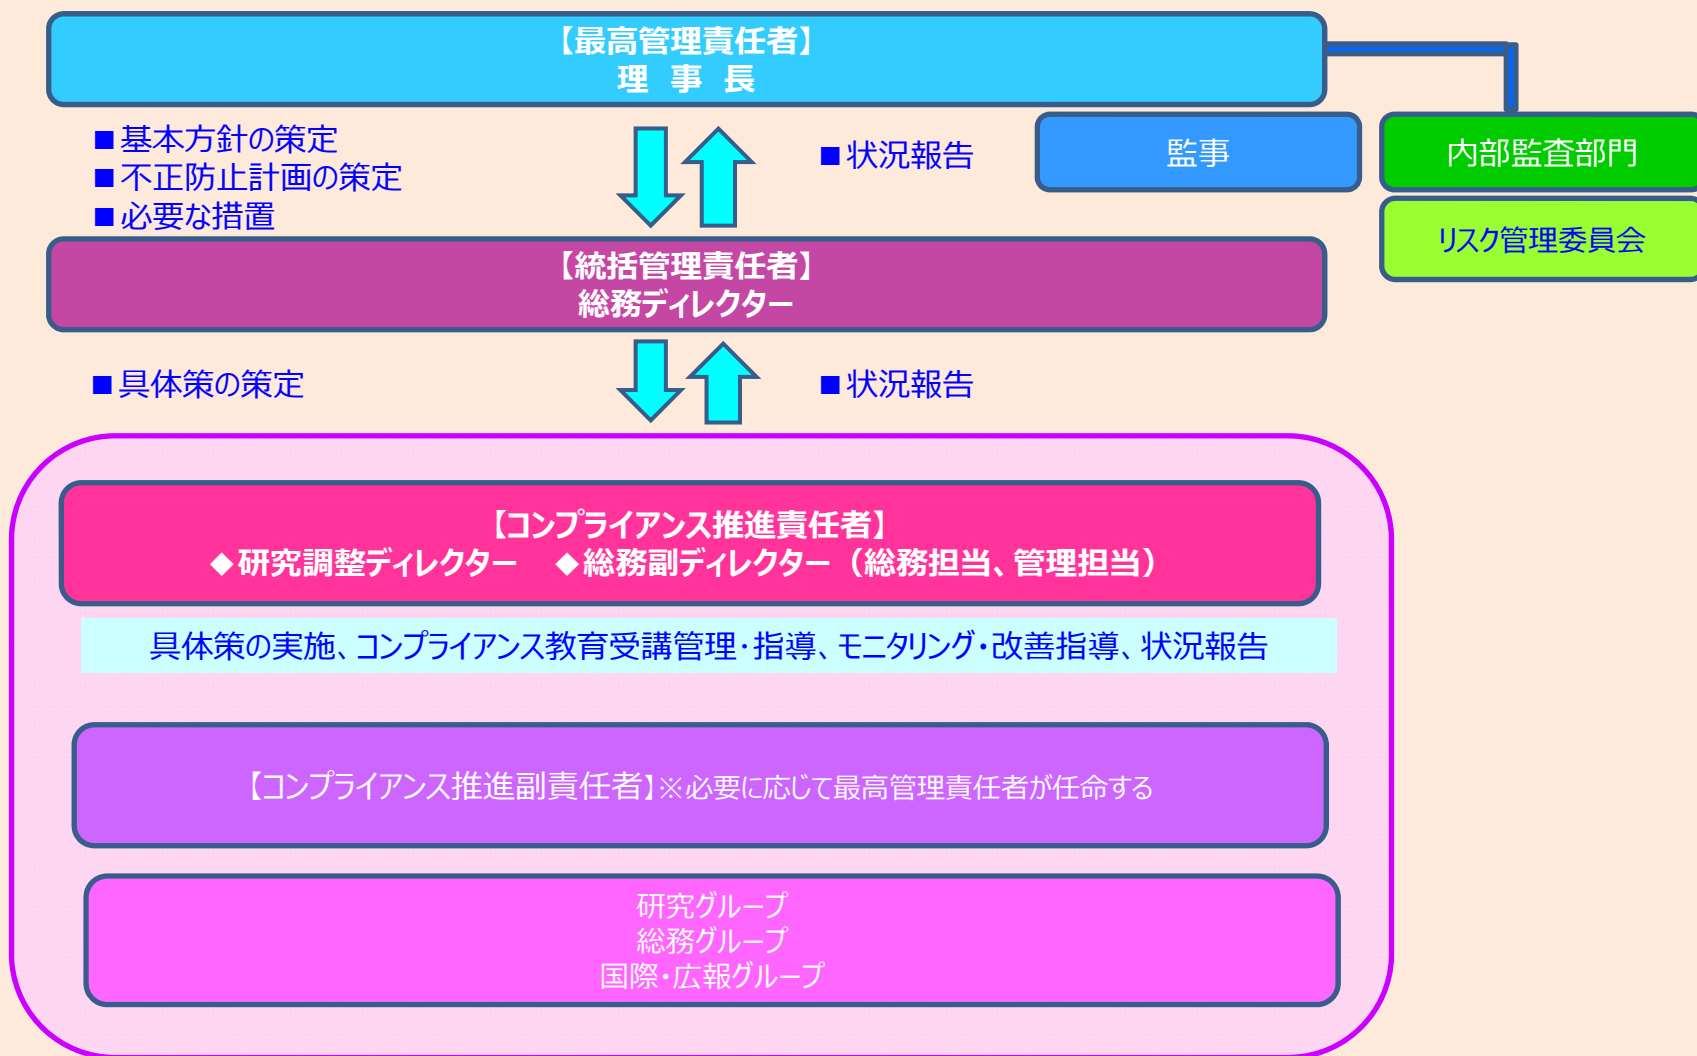 【最高管理責任者】
理 事 長
■基本方針の策定
■不正防止計画の策定
■必要な措置
■状況報告
監事
内部監査部門
リスク管理委員会
【統括管理責任者】
総務ディレクター
■具体策の策定
■状況報告
【コンプライアンス推進責任者】
◆研究調整ディレクター ◆総務副ディレクター（総務担当、管理担当）
具体策の実施、コンプライアンス教育受講管理・指導、モニタリング・改善指導、状況報告
【コンプライアンス推進副責任者】※必要に応じて最高管理責任者が任命する
研究グループ
総務グループ
国際・広報グループ